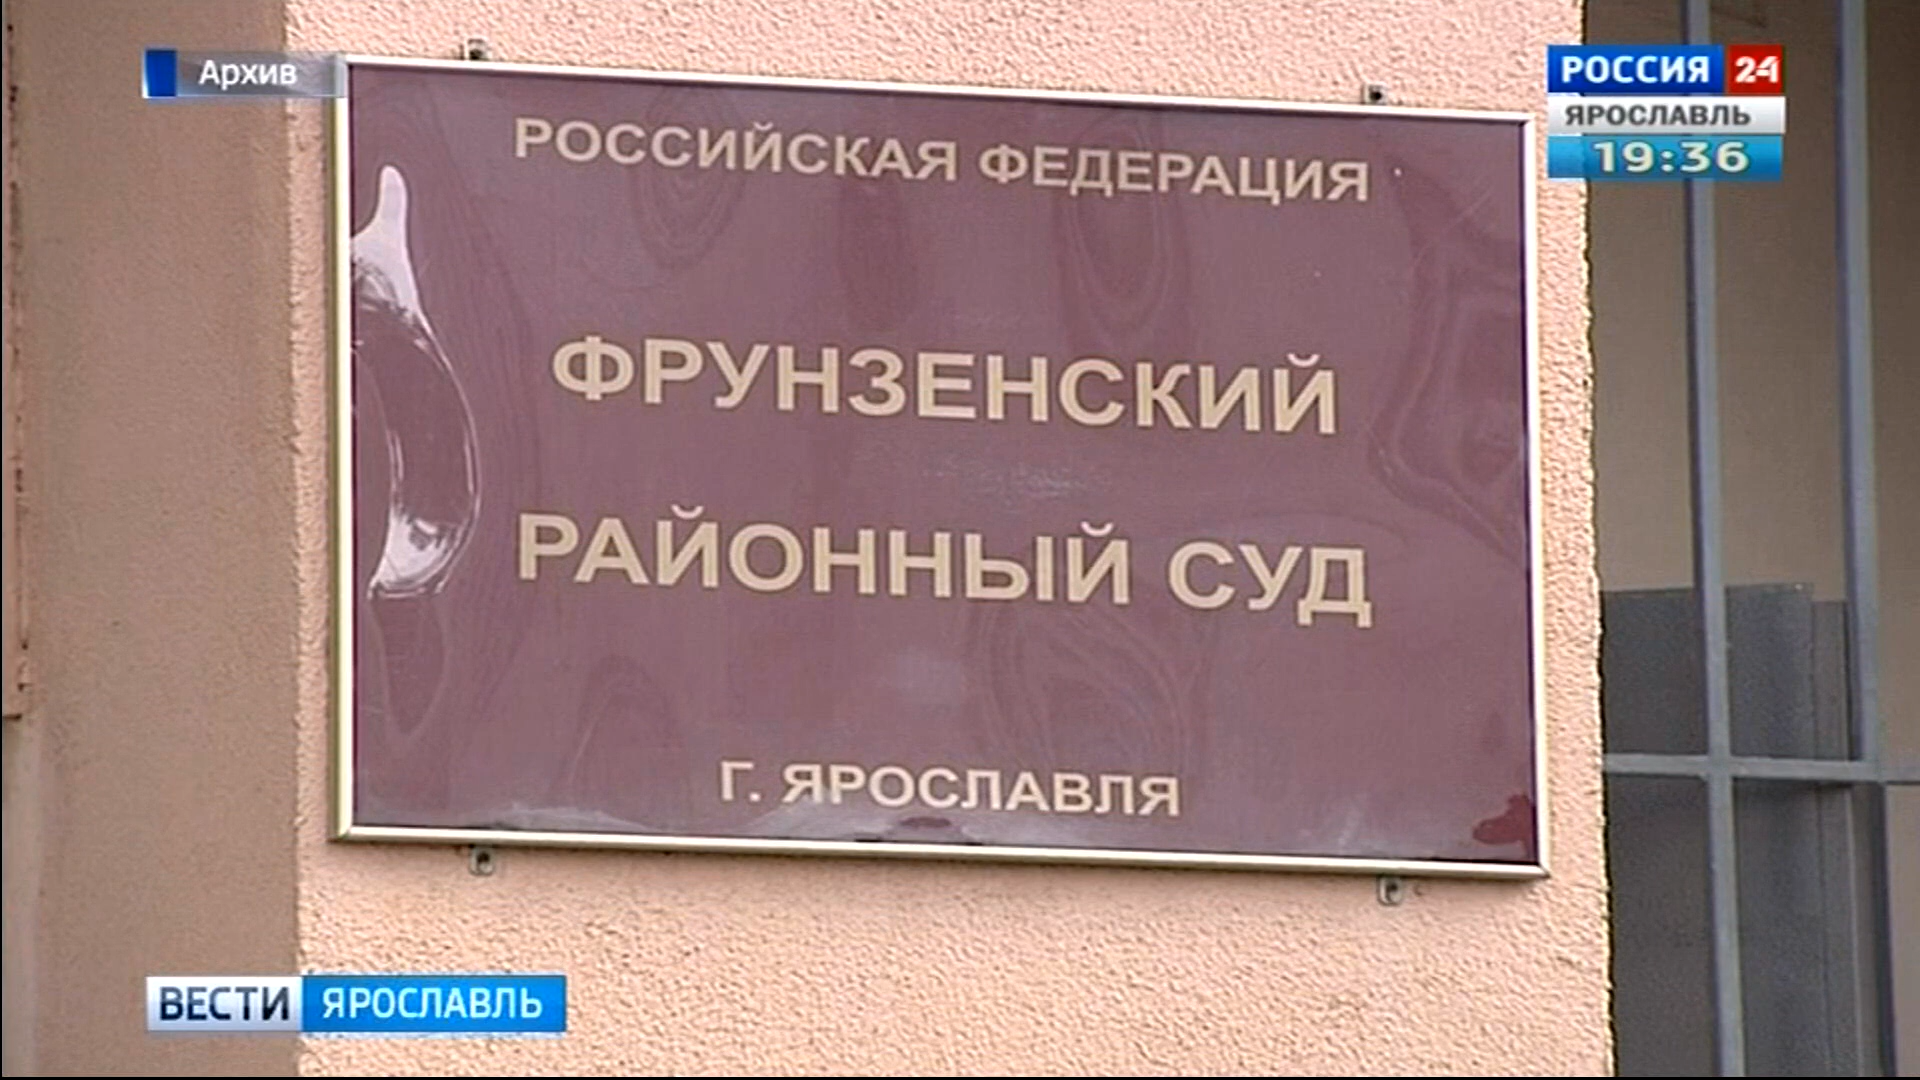 Архив
РОССИЯ 24
ЯРОСЛАВЛЬ
19:36
РОССИЙСКАЯ ФЕДЕРАЦИЯ
ФРУНЗЕНСКИЙ
РАЙОННЫЙ СУД
Г. ЯРОСЛАВЛЯ
ВЕСТИ ЯРОСЛАВЛЬ